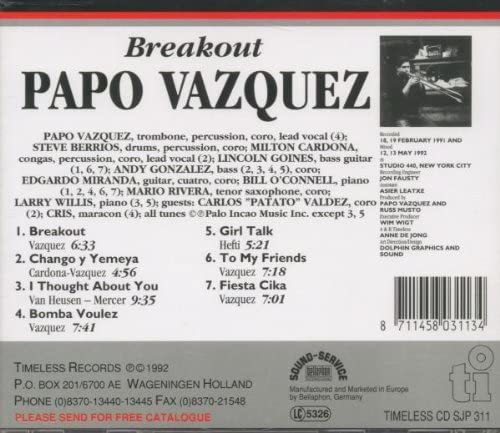 Breakout
PAPO VAZQUEZ
PAPO VAZQUEZ, trombone, percussion, coro, lead vocal (4);
STEVE BERRIOS, drums, percussion, coro; MILTON CARDONA,
congas, percussion, coro, lead vocal (2); LINCOLN GOINES, bass guitar
(1, 6, 7); ANDY GONZALEZ, bass (2, 3, 4, 5), coro;
EDGARDO MIRANDA, guitar, cuatro, coro; BILL O'CONNELL, piano
(1, 2, 4, 6, 7); MARIO RIVERA, tenor saxophone, coro;
LARRY WILLIS, piano (3, 5); guests: CARLOS "PATATO" VALDEZ, coro
(2, 4); CRIS, maracon (4); all tunes ©℗Palo Incao Music Inc. except 3, 5
1. Breakout
Vazquez 6:33
2. Chango y Yemeya
Cardona-Vazquez 4:56
3. I Thought About You
Van Heusen – Mercer 9:35
4. Bomba Voulez
Vazquez 7:41
5. Girl Talk
Hefti 5:21
6. To My Friends
Vazquez 7:18
7. Fiesta Cika
Vazquez 7:01
Recorded
18, 19 FEBRUARY 1991 AND
Mixed
12, 13 MAY 1992
at
STUDIO 440, NEW YORK CITY
Recording Engineer
JON FAUSTY
ASIER LEATXE
Produced by
PAPO VAZQUEZ AND
RUSS MUSTO
Executive Producer
WIM WIGT
ANNE DE JONG
Art Direction/Design
DOLPHIN GRAPHICS AND
SOUND
8 711458 031134
TIMELESS RECORDS ℗© 1992
P.O. BOX 201/6700 AE WAGENINGEN HOLLAND
PHONE (0)8370-13440-13445 FAX (0)8370-21548
PLEASE SEND FOR FREE CATALOGUE
SOUND-SERVICE
bellaphon
Manufactured and Marketed in Europe
by Bellaphon, Germany
LC 5326
ti
TIMELESS CD SJP 311